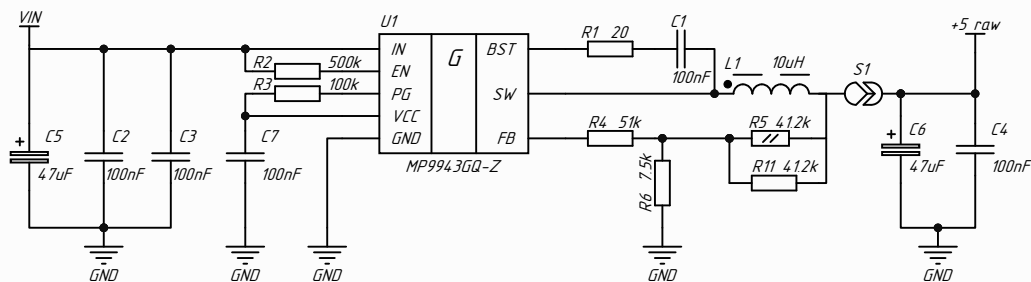 VIN
U1
C1
+5 raw
IN
G
BST
R1 20
R2 500k
EN
100nF
L1
10uH
S1
R3 100k
PG
SW
VCC
C5
C2
C3
C7
GND
FB
R4 51k
R5 41.2k
C6
C4
47uF
100nF
100nF
100nF
MP9943GQ-Z
R6 7.5k
R11 41.2k
47uF
100nF
GND
GND
GND
GND
GND